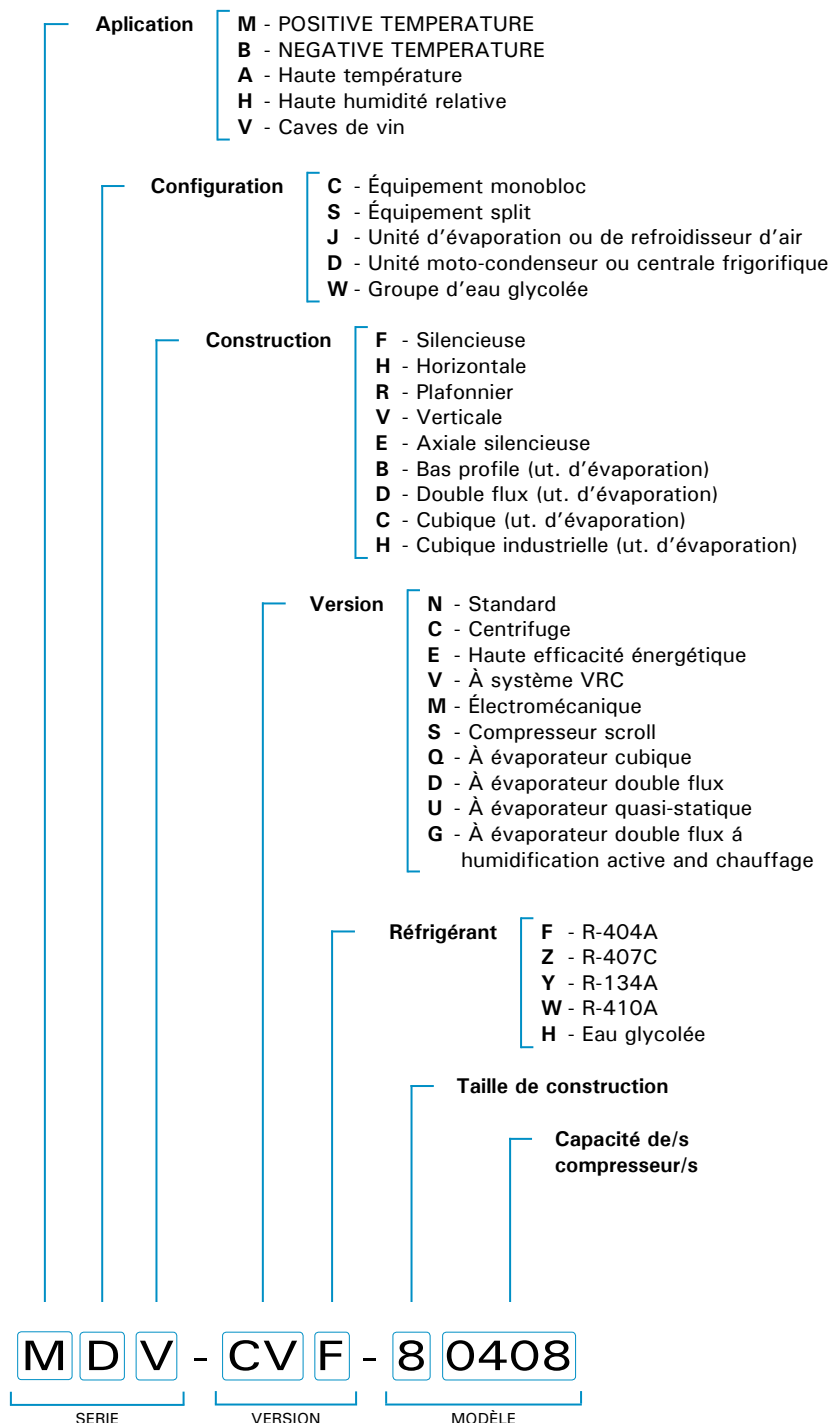 Aplication
M - POSITIVE TEMPERATURE
B - NEGATIVE TEMPERATURE
A - Haute température
H - Haute humidité relative
V - Caves de vin
Configuration
C - Équipement monobloc
S - Équipement split
J - Unité d'évaporation ou de refroidisseur d'air
D - Unité moto-condenseur ou centrale frigorifique
W - Groupe d'eau glycolée
Construction
F - Silencieuse
H - Horizontale
R - Plafonnier
V - Verticale
E - Axiale silencieuse
B - Bas profile (ut. d'évaporation)
D - Double flux (ut. d'évaporation)
C - Cubique (ut. d'évaporation)
H - Cubique industrielle (ut. d'évaporation)
Version
N - Standard
C - Centrifuge
E - Haute efficacité énergétique
V - À système VRC
M - Électromécanique
S - Compresseur scroll
Q - À évaporateur cubique
D - À évaporateur double flux
U - À évaporateur quasi-statique
G - À évaporateur double flux á
humidification active and chauffage
Réfrigérant
F - R-404A
Z - R-407C
Y - R-134A
W - R-410A
H - Eau glycolée
Taille de construction
Capacité de/s
compresseur/s
M D V - CV F - 8 0408
SERIE VERSION MODÈLE